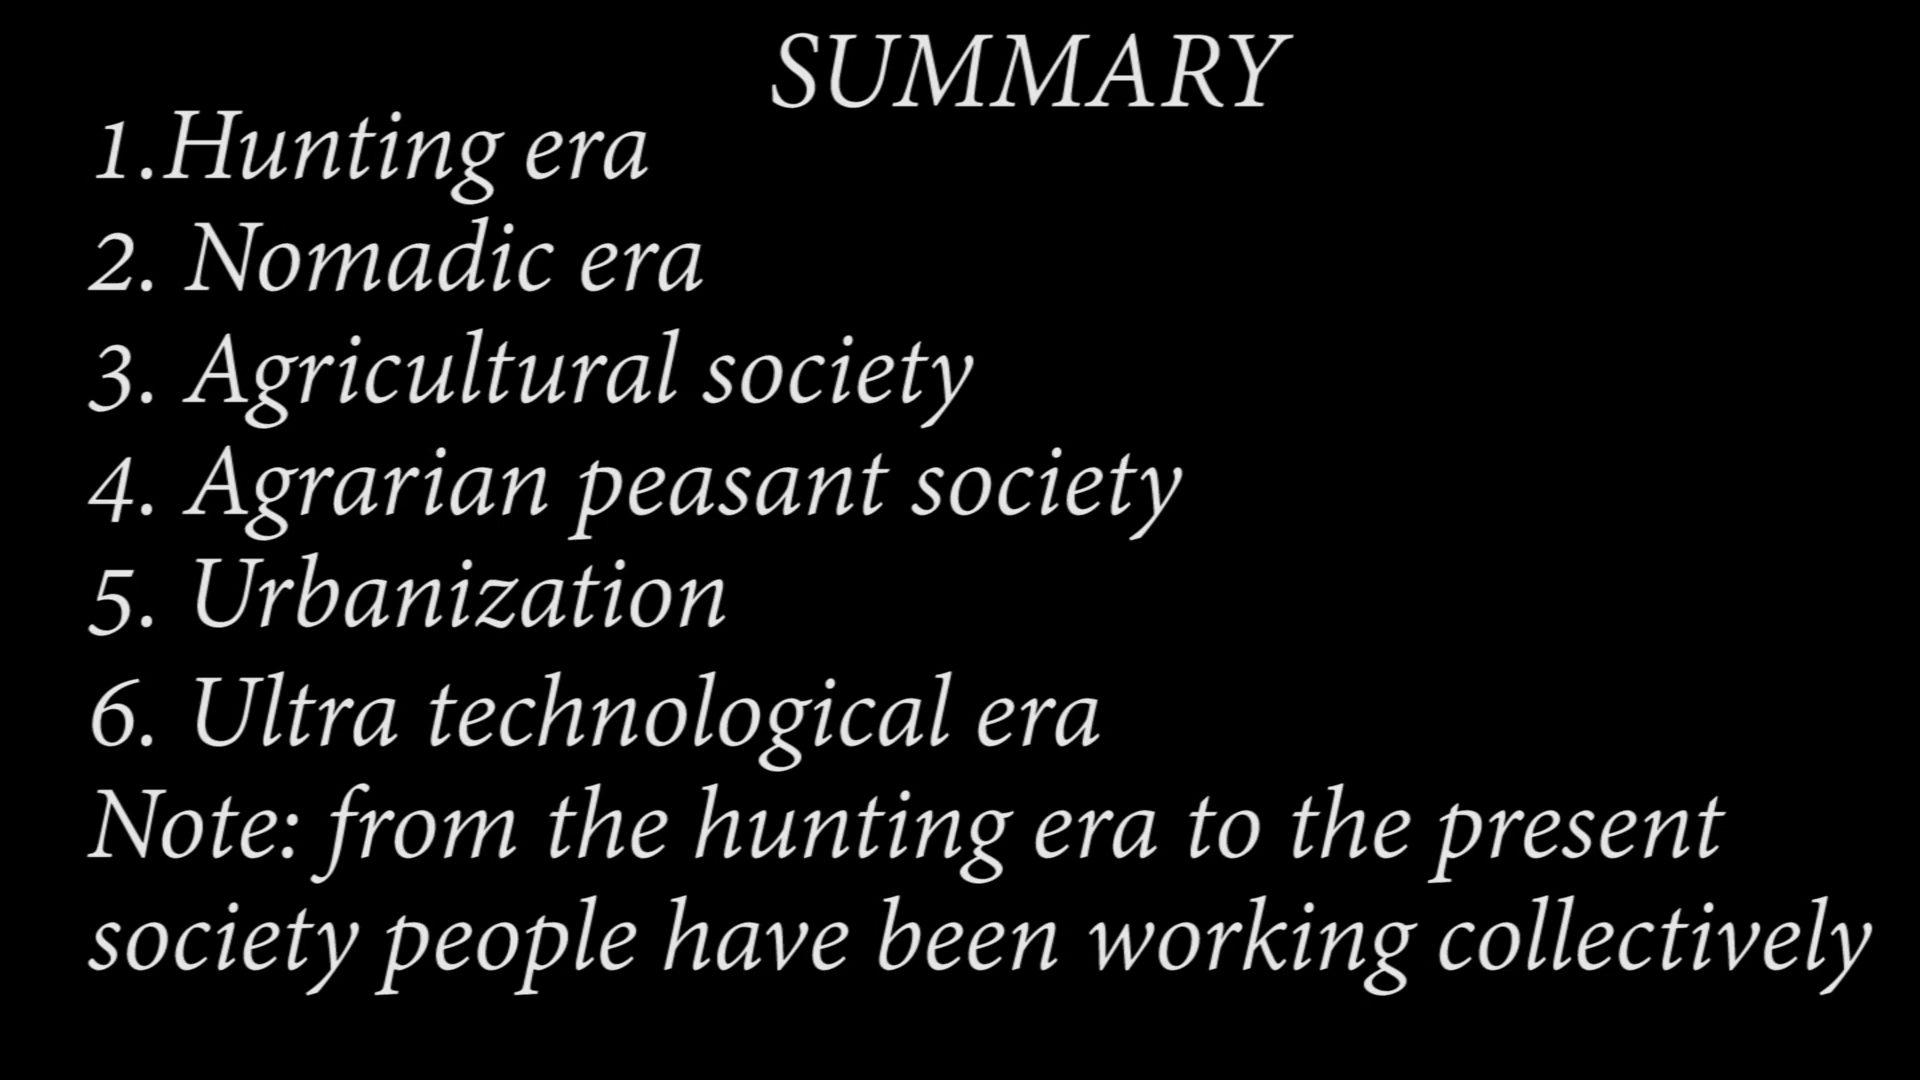 SUMMARY
1.Hunting era
2. Nomadic era
3. Agricultural society
4. Agrarian peasant society
5. Urbanization
6. Ultra technological era
Note: from the hunting era to the present
society people have been working collectively